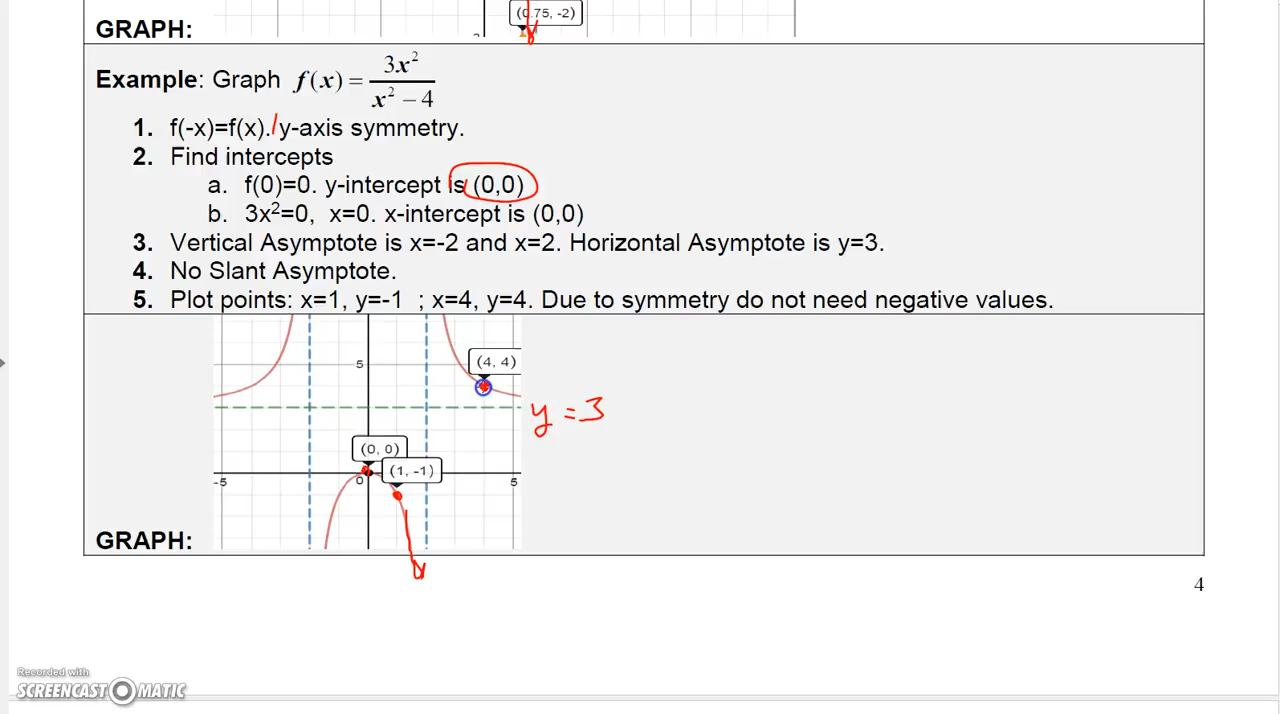 (0.75, -2)
GRAPH:
Example: Graph f(x) = 3x² / x² − 4
1. f(-x)=f(x). y-axis symmetry.
2. Find intercepts
a. f(0)=0. y-intercept is (0,0)
b. 3x²=0, x=0. x-intercept is (0,0)
3. Vertical Asymptote is x=-2 and x=2. Horizontal Asymptote is y=3.
4. No Slant Asymptote.
5. Plot points: x=1, y=-1 ; x=4, y=4. Due to symmetry do not need negative values.
5
(4, 4)
y = 3
(0, 0)
(1, -1)
-5
0
5
GRAPH:
4
Recorded with
SCREENCAST-O-MATIC